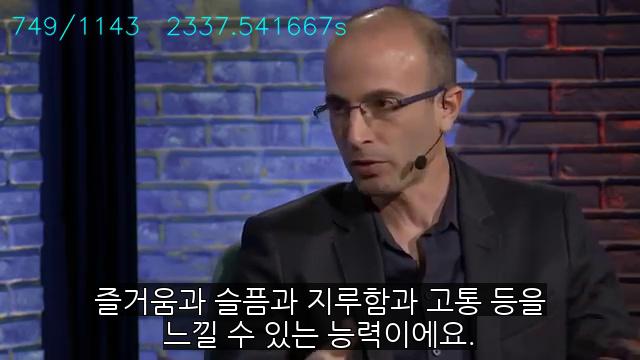 749/1143 2337.541667s
즐거움과 슬픔과 지루함과 고통 등을
느낄 수 있는 능력이에요.